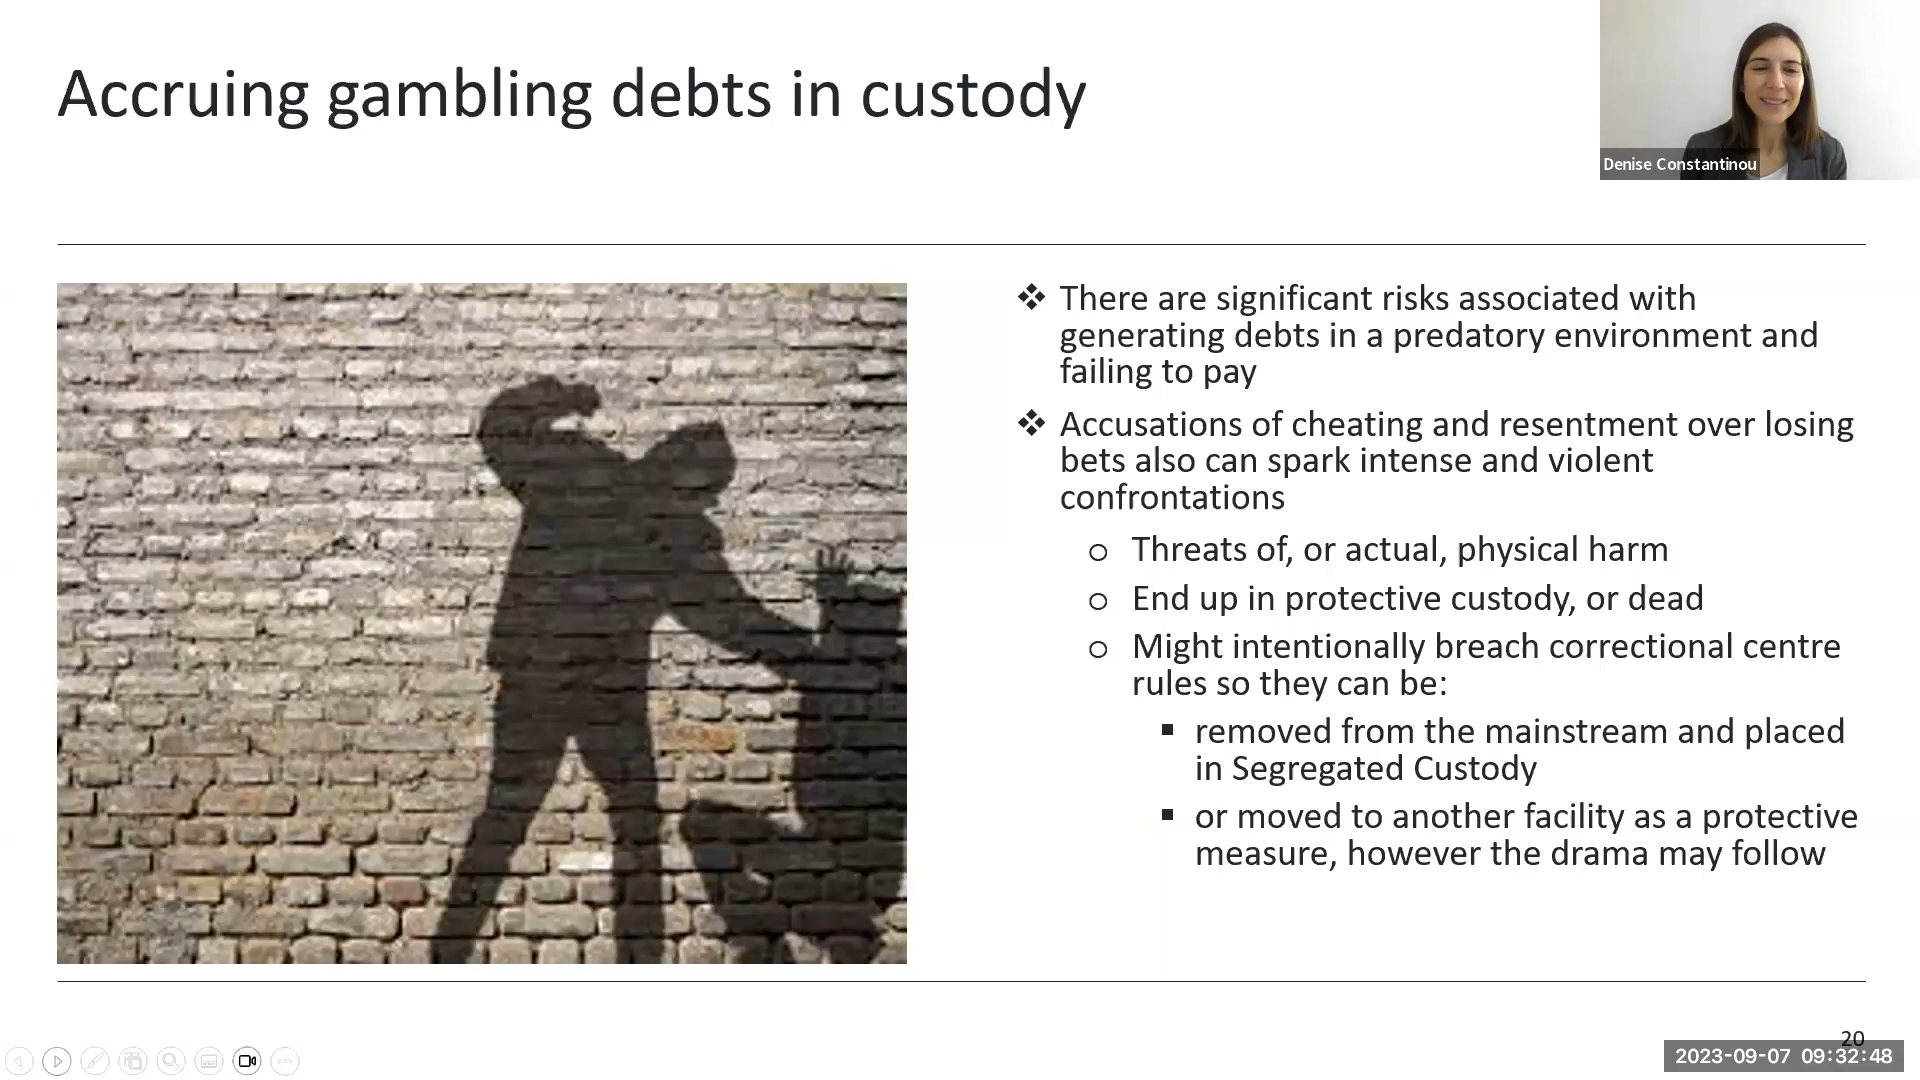 Accruing gambling debts in custody
Denise Constantinou
❖ There are significant risks associated with
generating debts in a predatory environment and
failing to pay
❖ Accusations of cheating and resentment over losing
bets also can spark intense and violent
confrontations
o Threats of, or actual, physical harm
o End up in protective custody, or dead
o Might intentionally breach correctional centre
rules so they can be:
▪ removed from the mainstream and placed
in Segregated Custody
▪ or moved to another facility as a protective
measure, however the drama may follow
20
2023-09-07 09:32:48